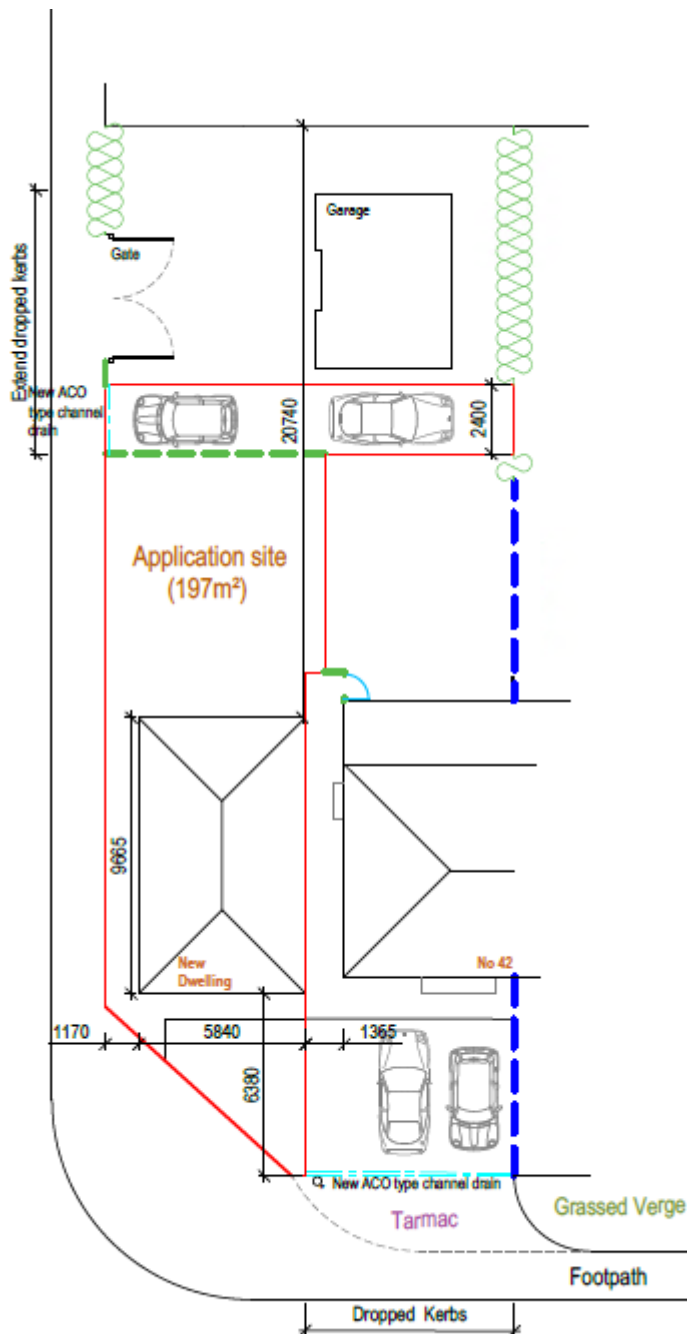 Garage
Gate
Extend dropped kerbs
New ACO
type channel
drain
20740
2400
Application site
(197m²)
9665
New
Dwelling
No 42
1170
5840
1365
6380
New ACO type channel drain
Tarmac
Grassed Verge
Footpath
Dropped Kerbs